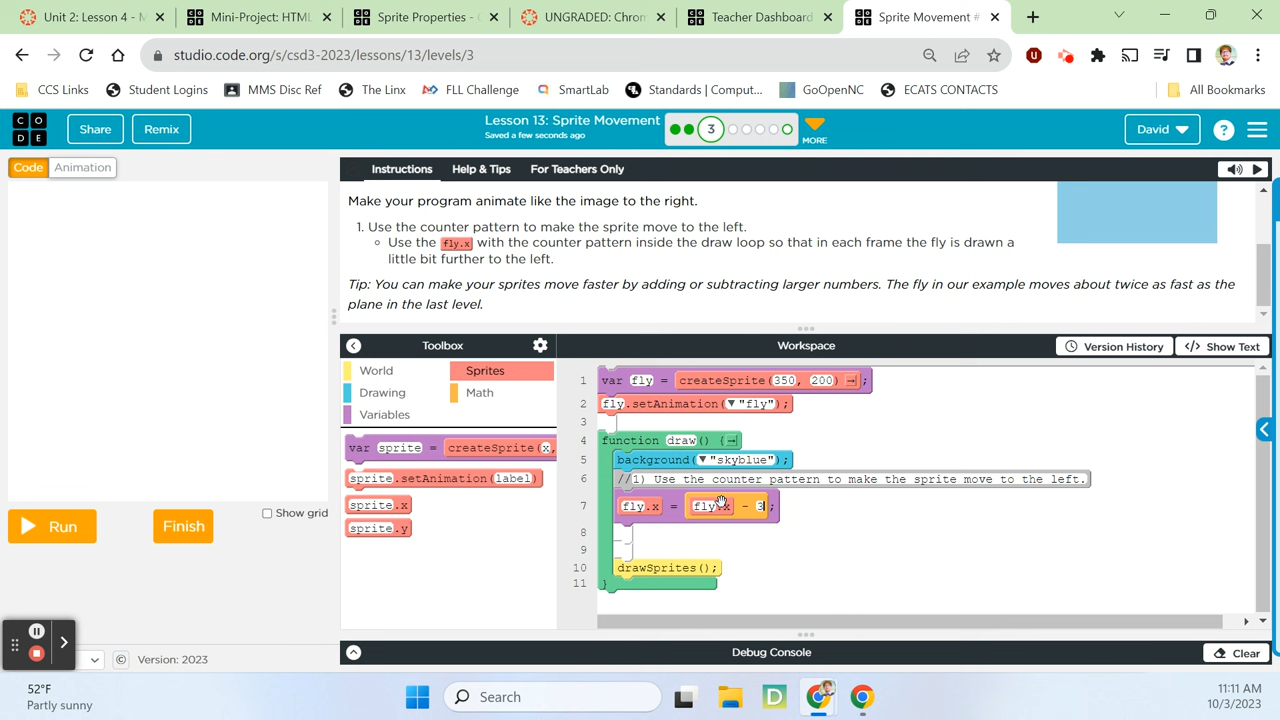 Unit 2: Lesson 4 - M
Mini-Project: HTML
Sprite Properties - C
UNGRADED: Chrom
Teacher Dashboard
Sprite Movement #
studio.code.org/s/csd3-2023/lessons/13/levels/3
CCS Links
Student Logins
MMS Disc Ref
The Linx
FLL Challenge
SmartLab
Standards | Comput...
GoOpenNC
ECATS CONTACTS
All Bookmarks
CO
DE
Share
Remix
Lesson 13: Sprite Movement
Saved a few seconds ago
3
MORE
David
?
Code
Animation
Instructions
Help & Tips
For Teachers Only
Make your program animate like the image to the right.
1. Use the counter pattern to make the sprite move to the left.
Use the fly.x with the counter pattern inside the draw loop so that in each frame the fly is drawn a
little bit further to the left.
Tip: You can make your sprites move faster by adding or subtracting larger numbers. The fly in our example moves about twice as fast as the
plane in the last level.
Toolbox
Workspace
Version History
</> Show Text
World
Sprites
Drawing
Math
Variables
var sprite = createSprite(x,
sprite.setAnimation(label)
sprite.x
sprite.y
1 var fly = createSprite(350, 200);
2 fly.setAnimation("fly");
3
4 function draw() {
5 background("skyblue");
6 //1) Use the counter pattern to make the sprite move to the left.
7 fly.x = fly.x - 3;
8
9
10 drawSprites();
11 }
Run
Finish
Show grid
Debug Console
Clear
© Version: 2023
52°F
Partly sunny
Search
D
11:11 AM
10/3/2023